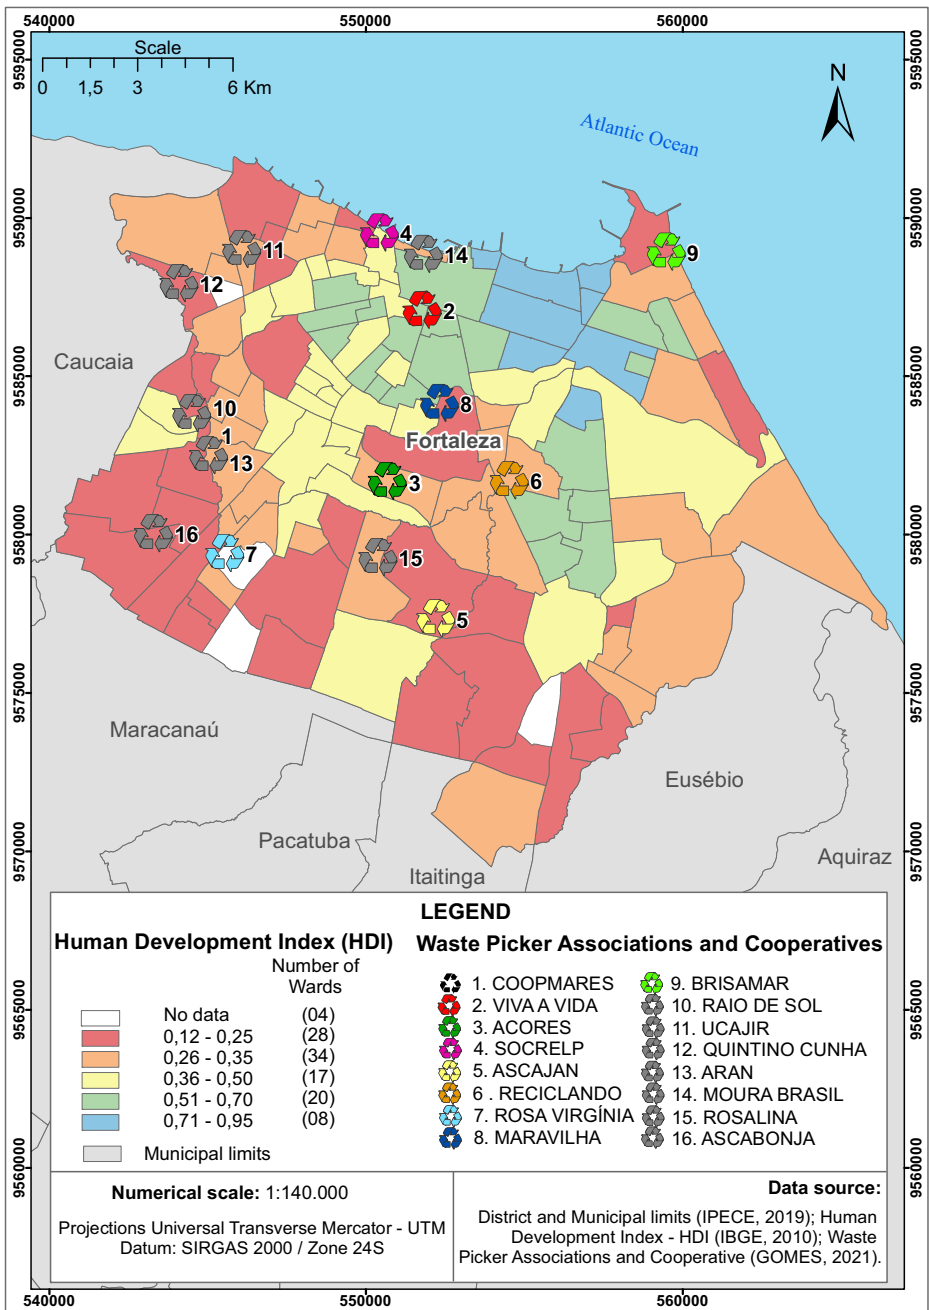 540000
550000
560000
Scale
0
1,5
3
6 Km
N
Atlantic Ocean
9595000
9595000
9590000
9590000
4
11
14
9
12
2
9585000
9585000
Caucaia
10
8
1
Fortaleza
13
3
6
9580000
9580000
16
7
15
5
9575000
9575000
Maracanaú
Eusébio
Pacatuba
9570000
9570000
Aquiraz
Itaitinga
LEGEND
Human Development Index (HDI)
Number of
Wards
No data (04)
0,12 - 0,25 (28)
0,26 - 0,35 (34)
0,36 - 0,50 (17)
0,51 - 0,70 (20)
0,71 - 0,95 (08)
Municipal limits
Waste Picker Associations and Cooperatives
1. COOPMARES
2. VIVA A VIDA
3. ACORES
4. SOCRELP
5. ASCAJAN
6 . RECICLANDO
7. ROSA VIRGÍNIA
8. MARAVILHA
9. BRISAMAR
10. RAIO DE SOL
11. UCAJIR
12. QUINTINO CUNHA
13. ARAN
14. MOURA BRASIL
15. ROSALINA
16. ASCABONJA
9565000
9565000
9560000
9560000
Numerical scale: 1:140.000
Projections Universal Transverse Mercator - UTM
Datum: SIRGAS 2000 / Zone 24S
Data source:
District and Municipal limits (IPECE, 2019); Human
Development Index - HDI (IBGE, 2010); Waste
Picker Associations and Cooperative (GOMES, 2021).
540000
550000
560000